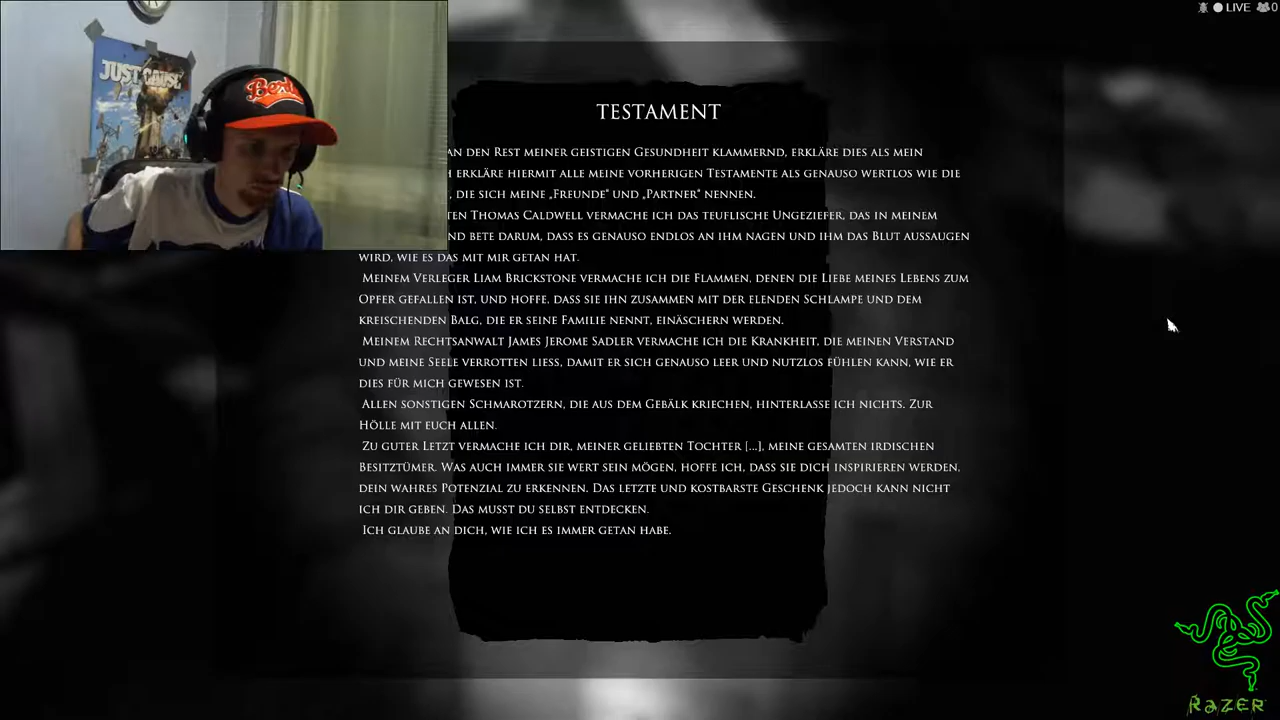 LIVE
0
JUST CAUSE
TESTAMENT
AN DEN REST MEINER GEISTIGEN GESUNDHEIT KLAMMERND, ERKLÄRE DIES ALS MEIN
H ERKLÄRE HIERMIT ALLE MEINE VORHERIGEN TESTAMENTE ALS GENAUSO WERTLOS WIE DIE
, DIE SICH MEINE „FREUNDE“ UND „PARTNER“ NENNEN.
TEN THOMAS CALDWELL VERMACHE ICH DAS TEUFLISCHE UNGEZIEFER, DAS IN MEINEM
ND BETE DARUM, DASS ES GENAUSO ENDLOS AN IHM NAGEN UND IHM DAS BLUT AUSSAUGEN
WIRD, WIE ES DAS MIT MIR GETAN HAT.
MEINEM VERLEGER LIAM BRICKSTONE VERMACHE ICH DIE FLAMMEN, DENEN DIE LIEBE MEINES LEBENS ZUM
OPFER GEFALLEN IST, UND HOFFE, DASS SIE IHN ZUSAMMEN MIT DER ELENDEN SCHLAMPE UND DEM
KREISCHENDEN BALG, DIE ER SEINE FAMILIE NENNT, EINÄSCHERN WERDEN.
MEINEM RECHTSANWALT JAMES JEROME SADLER VERMACHE ICH DIE KRANKHEIT, DIE MEINEN VERSTAND
UND MEINE SEELE VERROTTEN LIESS, DAMIT ER SICH GENAUSO LEER UND NUTZLOS FÜHLEN KANN, WIE ER
DIES FÜR MICH GEWESEN IST.
ALLEN SONSTIGEN SCHMAROTZERN, DIE AUS DEM GEBÄLK KRIECHEN, HINTERLASSE ICH NICHTS. ZUR
HÖLLE MIT EUCH ALLEN.
ZU GUTER LETZT VERMACHE ICH DIR, MEINER GELIEBTEN TOCHTER [...], MEINE GESAMTEN IRDISCHEN
BESITZTÜMER. WAS AUCH IMMER SIE WERT SEIN MÖGEN, HOFFE ICH, DASS SIE DICH INSPIRIEREN WERDEN,
DEIN WAHRES POTENZIAL ZU ERKENNEN. DAS LETZTE UND KOSTBARSTE GESCHENK JEDOCH KANN NICHT
ICH DIR GEBEN. DAS MUSST DU SELBST ENTDECKEN.
ICH GLAUBE AN DICH, WIE ICH ES IMMER GETAN HABE.
RAZER